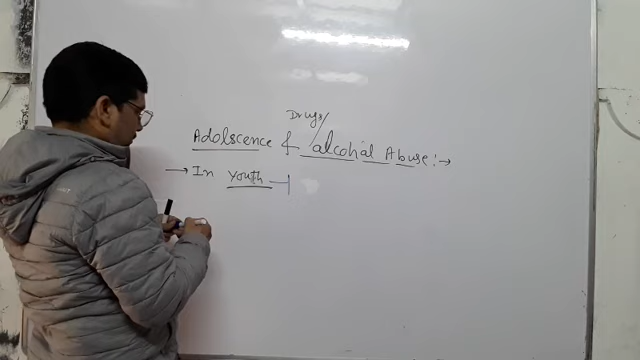 Drugs/
Adolscence & alcohal Abuse:→
→ In youth ⊣